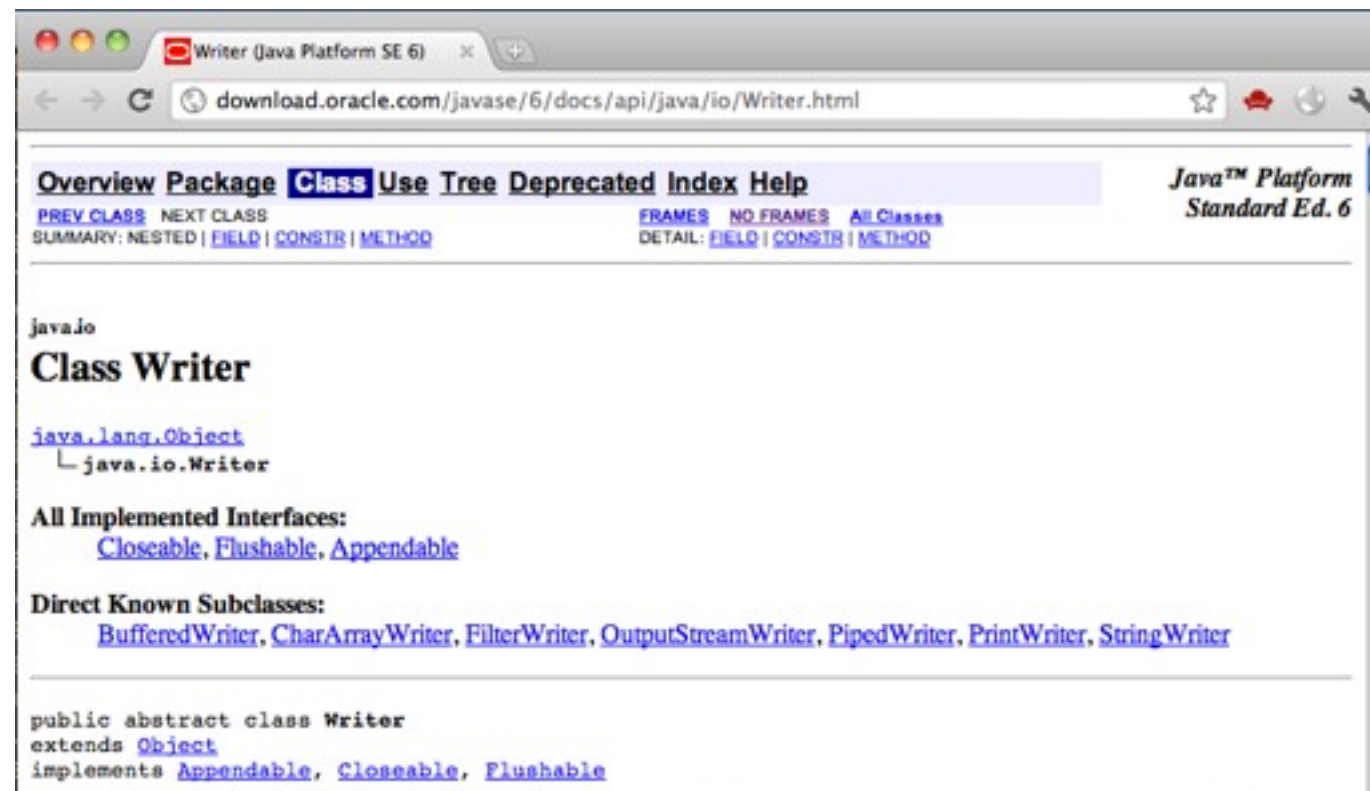 Writer (Java Platform SE 6)
download.oracle.com/javase/6/docs/api/java/io/Writer.html
Overview Package Class Use Tree Deprecated Index Help
Java™ Platform
Standard Ed. 6
PREV CLASS NEXT CLASS
FRAMES NO FRAMES All Classes
SUMMARY: NESTED | FIELD | CONSTR | METHOD
DETAIL: FIELD | CONSTR | METHOD
java.io
Class Writer
java.lang.Object
java.io.Writer
All Implemented Interfaces:
Closeable, Flushable, Appendable
Direct Known Subclasses:
BufferedWriter, CharArrayWriter, FilterWriter, OutputStreamWriter, PipedWriter, PrintWriter, StringWriter
public abstract class Writer
extends Object
implements Appendable, Closeable, Flushable